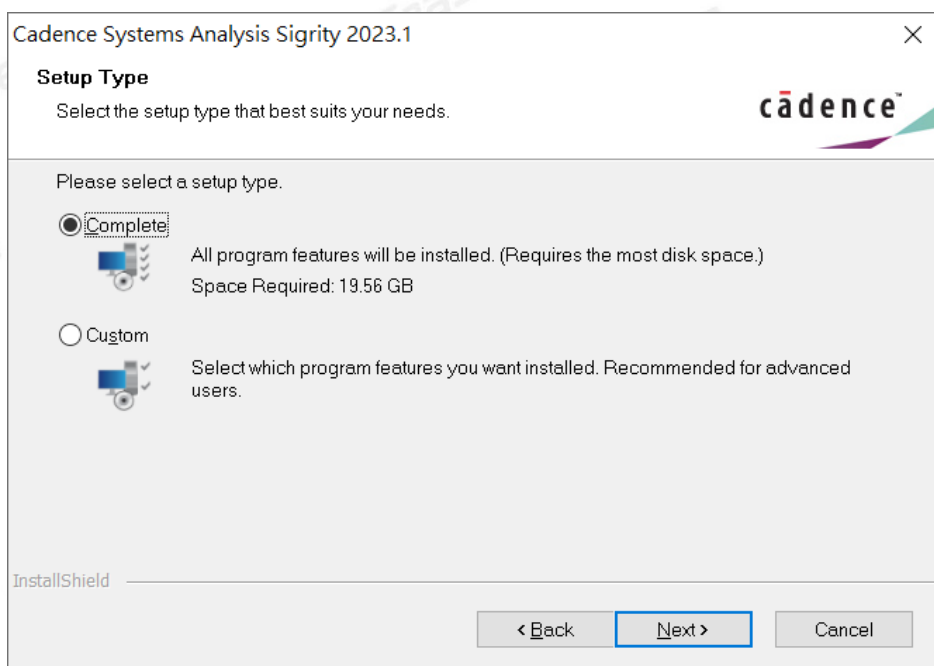 Cadence Systems Analysis Sigrity 2023.1
Setup Type
Select the setup type that best suits your needs.
cādence™
Please select a setup type.
Complete
All program features will be installed. (Requires the most disk space.)
Space Required: 19.56 GB
Custom
Select which program features you want installed. Recommended for advanced
users.
InstallShield
< Back
Next >
Cancel